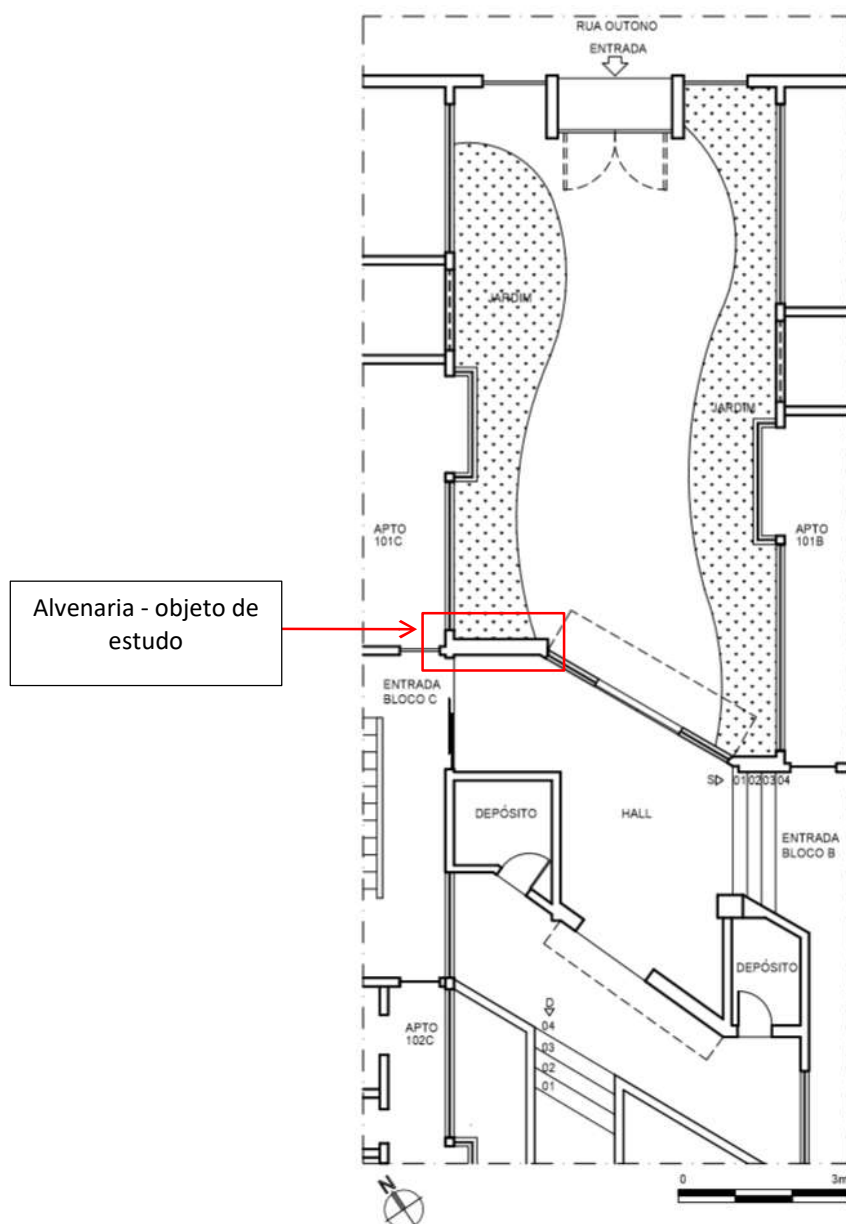 RUA OUTONO
ENTRADA
JARDIM
JARDIM
APTO
101C
APTO
101B
Alvenaria - objeto de
estudo
ENTRADA
BLOCO C
S 01 02 03 04
DEPÓSITO
HALL
ENTRADA
BLOCO B
DEPÓSITO
APTO
102C
D
04
03
02
01
N
0 3m